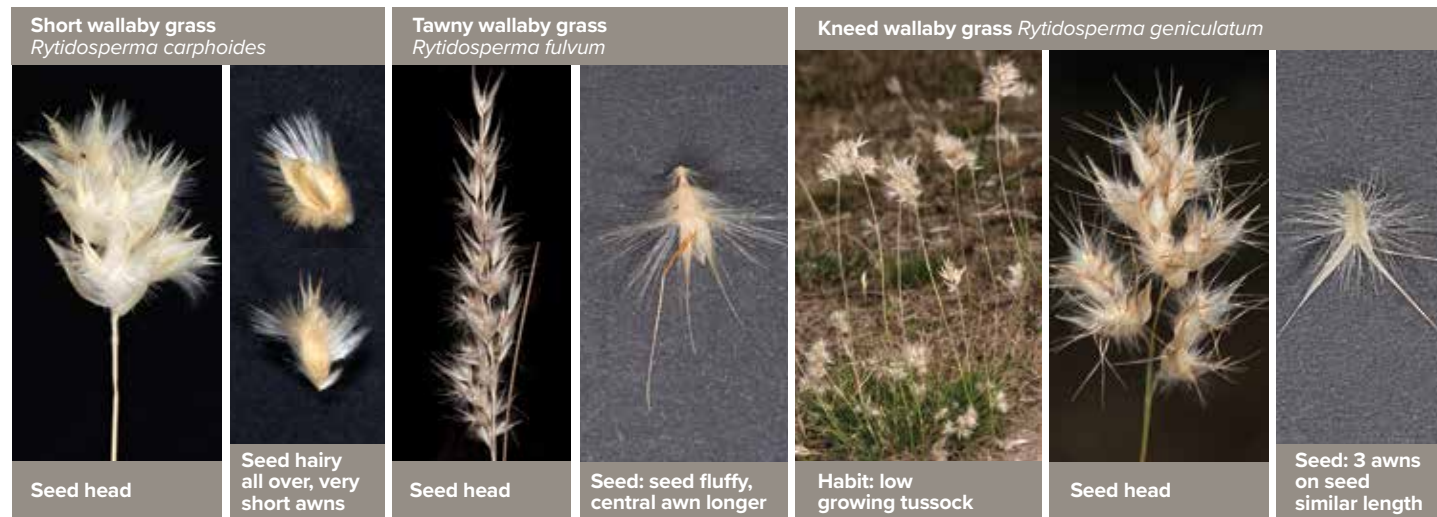 Short wallaby grass
Rytidosperma carphoides
Seed head
Seed hairy
all over, very
short awns
Tawny wallaby grass
Rytidosperma fulvum
Seed head
Seed: seed fluffy,
central awn longer
Kneed wallaby grass Rytidosperma geniculatum
Habit: low
growing tussock
Seed head
Seed: 3 awns
on seed
similar length